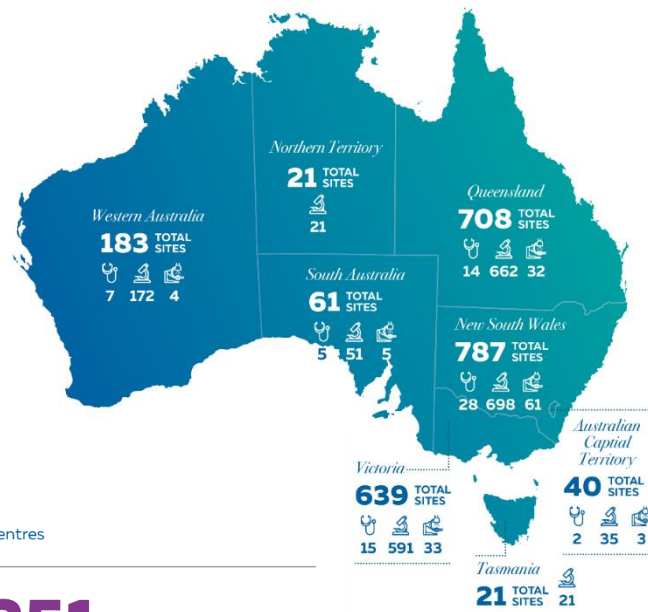 Northern Territory
21 TOTAL SITES
21
Queensland
708 TOTAL SITES
14 662 32
Western Australia
183 TOTAL SITES
7 172 4
South Australia
61 TOTAL SITES
5 51 5
New South Wales
787 TOTAL SITES
28 698 61
Australian
Captial
Territory
40 TOTAL SITES
2 35 3
Victoria
639 TOTAL SITES
15 591 33
Tasmania
21 TOTAL SITES 21